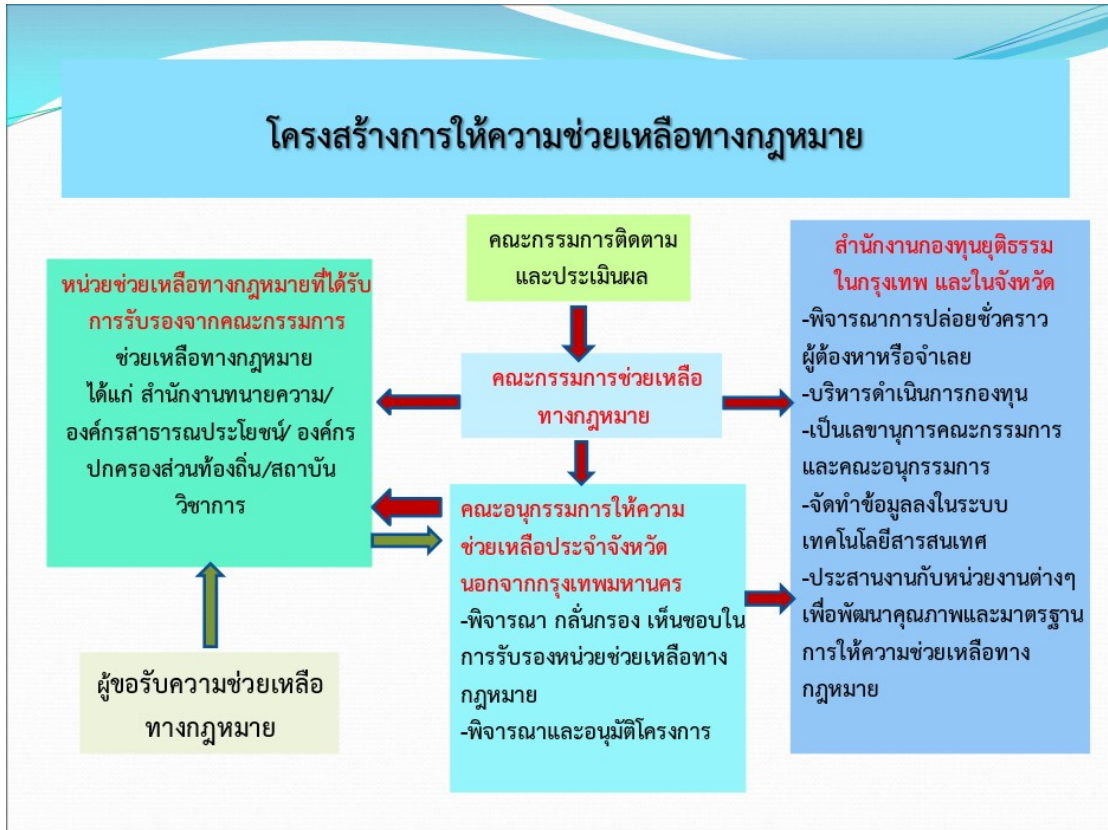 โครงสร้างการให้ความช่วยเหลือทางกฎหมาย
คณะกรรมการติดตาม
และประเมินผล
หน่วยช่วยเหลือทางกฎหมายที่ได้รับ
การรับรองจากคณะกรรมการ
ช่วยเหลือทางกฎหมาย
ได้แก่ สำนักงานทนายความ/
องค์กรสาธารณประโยชน์/ องค์กร
ปกครองส่วนท้องถิ่น/สถาบัน
วิชาการ
คณะกรรมการช่วยเหลือ
ทางกฎหมาย
สำนักงานกองทุนยุติธรรม
ในกรุงเทพ และในจังหวัด
-พิจารณาการปล่อยชั่วคราว
ผู้ต้องหาหรือจำเลย
-บริหารดำเนินการกองทุน
-เป็นเลขานุการคณะกรรมการ
และคณะอนุกรรมการ
-จัดทำข้อมูลลงในระบบ
เทคโนโลยีสารสนเทศ
-ประสานงานกับหน่วยงานต่างๆ
เพื่อพัฒนาคุณภาพและมาตรฐาน
การให้ความช่วยเหลือทาง
กฎหมาย
คณะอนุกรรมการให้ความ
ช่วยเหลือประจำจังหวัด
นอกจากกรุงเทพมหานคร
-พิจารณา กลั่นกรอง เห็นชอบใน
การรับรองหน่วยช่วยเหลือทาง
กฎหมาย
-พิจารณาและอนุมัติโครงการ
ผู้ขอรับความช่วยเหลือ
ทางกฎหมาย